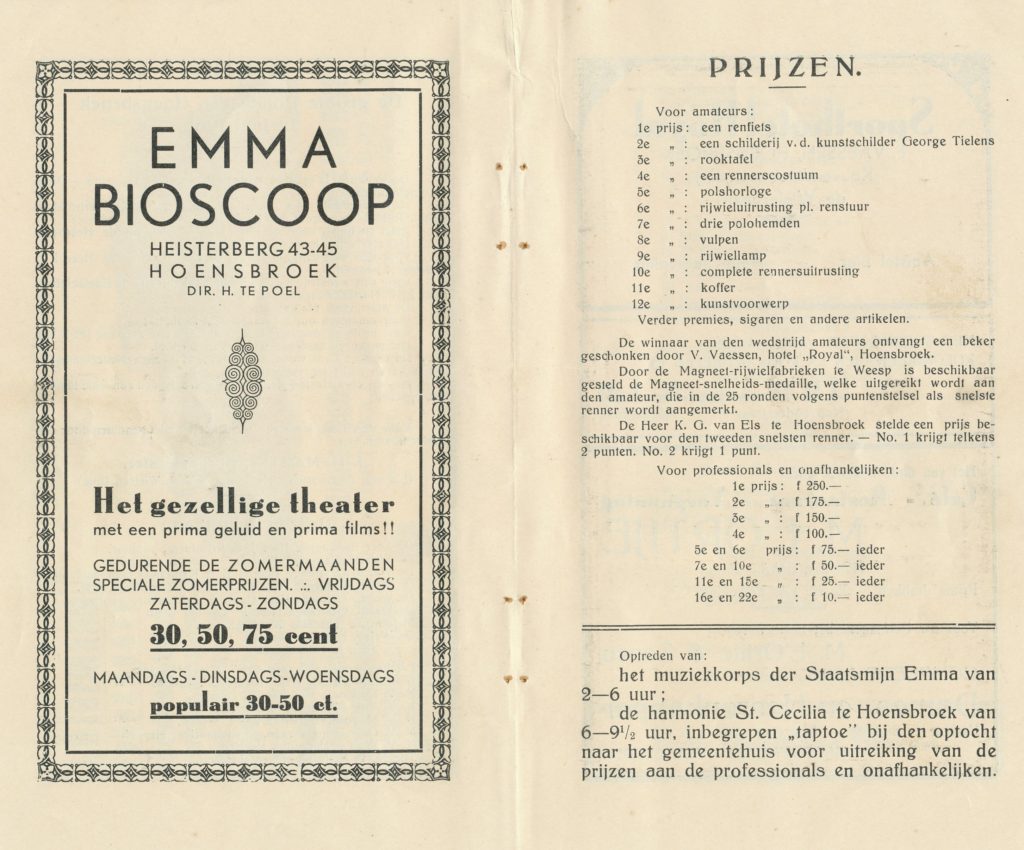 EMMA
BIOSCOOP
HEISTERBERG 43-45
HOENSBROEK
DIR. H. TE POEL
Het gezellige theater
met een prima geluid en prima films!!
GEDURENDE DE ZOMERMAANDEN
SPECIALE ZOMERPRIJZEN. .:. VRIJDAGS
ZATERDAGS - ZONDAGS
30, 50, 75 cent
MAANDAGS - DINSDAGS - WOENSDAGS
populair 30-50 ct.
PRIJZEN.
Voor amateurs :
1e prijs : een renfiets
2e „ : een schilderij v. d. kunstschilder George Tielens
3e „ : rooktafel
4e „ : een rennerscostuum
5e „ : polshorloge
6e „ : rijwieluitrusting pl. renstuur
7e „ : drie polohemden
8e „ : vulpen
9e „ : rijwiellamp
10e „ : complete rennersuitrusting
11e „ : koffer
12e „ : kunstvoorwerp
Verder premies, sigaren en andere artikelen.
De winnaar van den wedstrijd amateurs ontvangt een beker
geschonken door V. Vaessen, hotel „Royal“, Hoensbroek.
Door de Magneet-rijwielfabrieken te Weesp is beschikbaar
gesteld de Magneet-snelheids-medaille, welke uitgereikt wordt aan
den amateur, die in de 25 ronden volgens puntenstelsel als snelste
renner wordt aangemerkt.
De Heer K. G. van Els te Hoensbroek stelde een prijs be-
schikbaar voor den tweeden snelsten renner. — No. 1 krijgt telkens
2 punten. No. 2 krijgt 1 punt.
Voor professionals en onafhankelijken :
1e prijs : f 250.—
2e „ : f 175.—
3e „ : f 150.—
4e „ : f 100.—
5e en 6e prijs : f 75.— ieder
7e en 10e „ : f 50.— ieder
11e en 15e „ : f 25.— ieder
16e en 22e „ : f 10.— ieder
Optreden van :
het muziekkorps der Staatsmijn Emma van
2—6 uur ;
de harmonie St. Cecilia te Hoensbroek van
6—9½ uur, inbegrepen „taptoe” bij den optocht
naar het gemeentehuis voor uitreiking van de
prijzen aan de professionals en onafhankelijken.